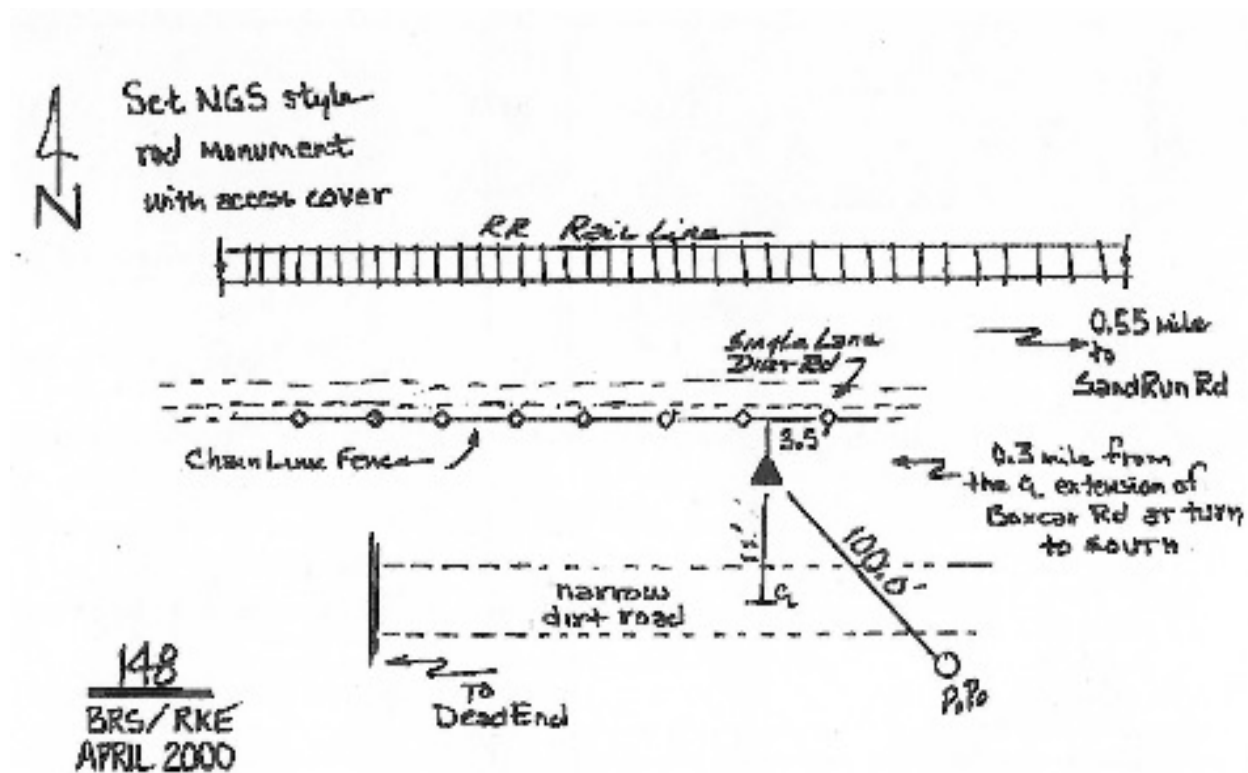 Set NGS style
rod monument
with access cover
N
RR Rail Line
0.55 mile
to
Sand Run Rd
Single Lane
Dirt Rd
3.5'
Chain Link Fence
0.3 mile from
the ℄ extension of
Boxcar Rd at turn
to SOUTH
100.0
℄
narrow
dirt road
To
Dead End
P.P.
148
BRS/RKE
APRIL 2000